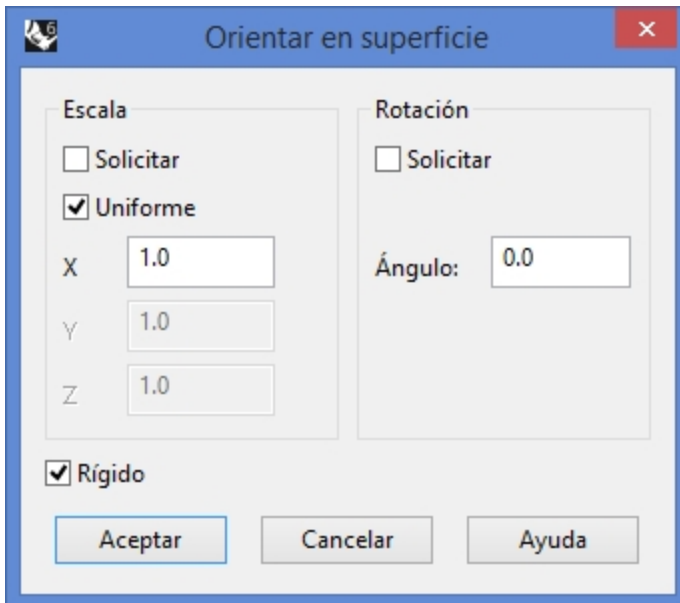 6
Orientar en superficie
Escala
Solicitar
Uniforme
X 1.0
Y 1.0
Z 1.0
Rotación
Solicitar
Ángulo: 0.0
Rígido
Aceptar Cancelar Ayuda